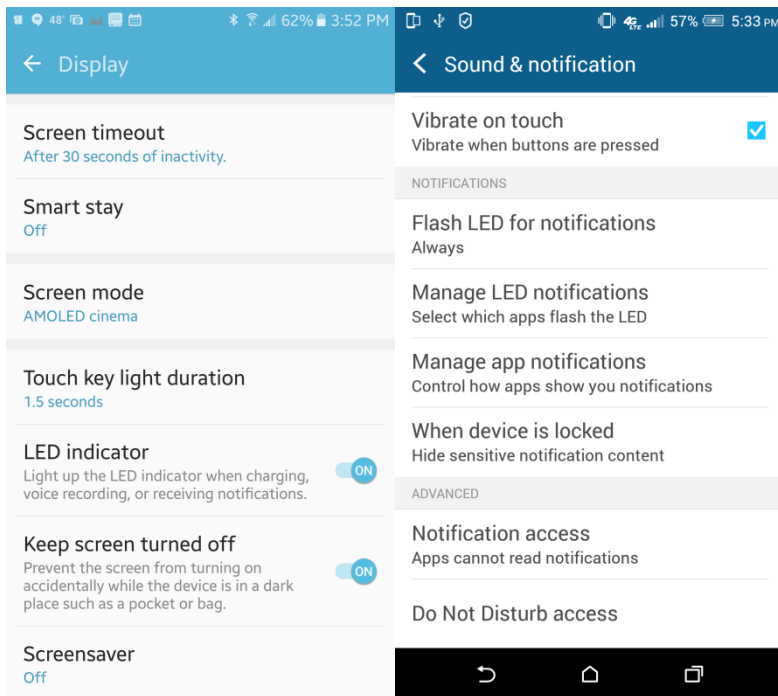 48°
62%
3:52 PM
Display
Screen timeout
After 30 seconds of inactivity.
Smart stay
Off
Screen mode
AMOLED cinema
Touch key light duration
1.5 seconds
LED indicator
Light up the LED indicator when charging,
voice recording, or receiving notifications.
ON
Keep screen turned off
Prevent the screen from turning on
accidentally while the device is in a dark
place such as a pocket or bag.
ON
Screensaver
Off
4G LTE
57%
5:33 PM
Sound & notification
Vibrate on touch
Vibrate when buttons are pressed
NOTIFICATIONS
Flash LED for notifications
Always
Manage LED notifications
Select which apps flash the LED
Manage app notifications
Control how apps show you notifications
When device is locked
Hide sensitive notification content
ADVANCED
Notification access
Apps cannot read notifications
Do Not Disturb access